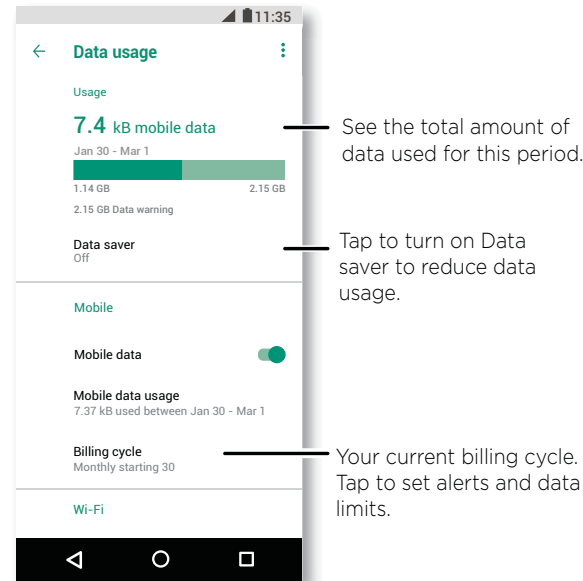 11:35
Data usage
Usage
7.4 kB mobile data
Jan 30 - Mar 1
1.14 GB 2.15 GB
2.15 GB Data warning
Data saver
Off
Mobile
Mobile data
Mobile data usage
7.37 kB used between Jan 30 - Mar 1
Billing cycle
Monthly starting 30
Wi-Fi
See the total amount of
data used for this period.
Tap to turn on Data
saver to reduce data
usage.
Your current billing cycle.
Tap to set alerts and data
limits.